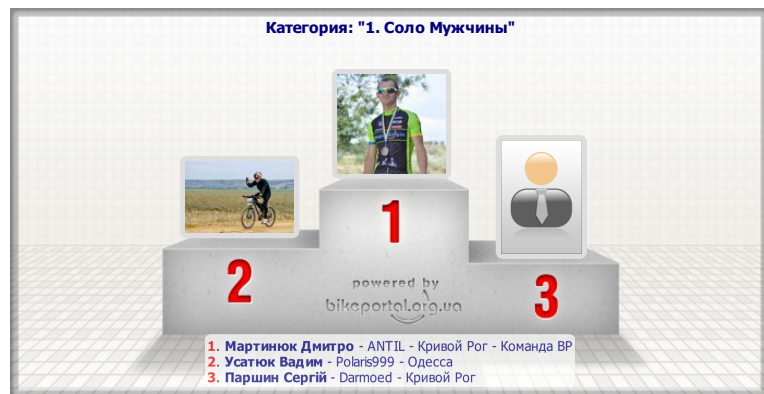 Категория: "1. Соло Мужчины"
1
2
3
powered by
bikeportal.org.ua
1. Мартинюк Дмитро - ANTIL - Кривой Рог - Команда ВР
2. Усатюк Вадим - Polaris999 - Одесса
3. Паршин Сергій - Darmoed - Кривой Рог